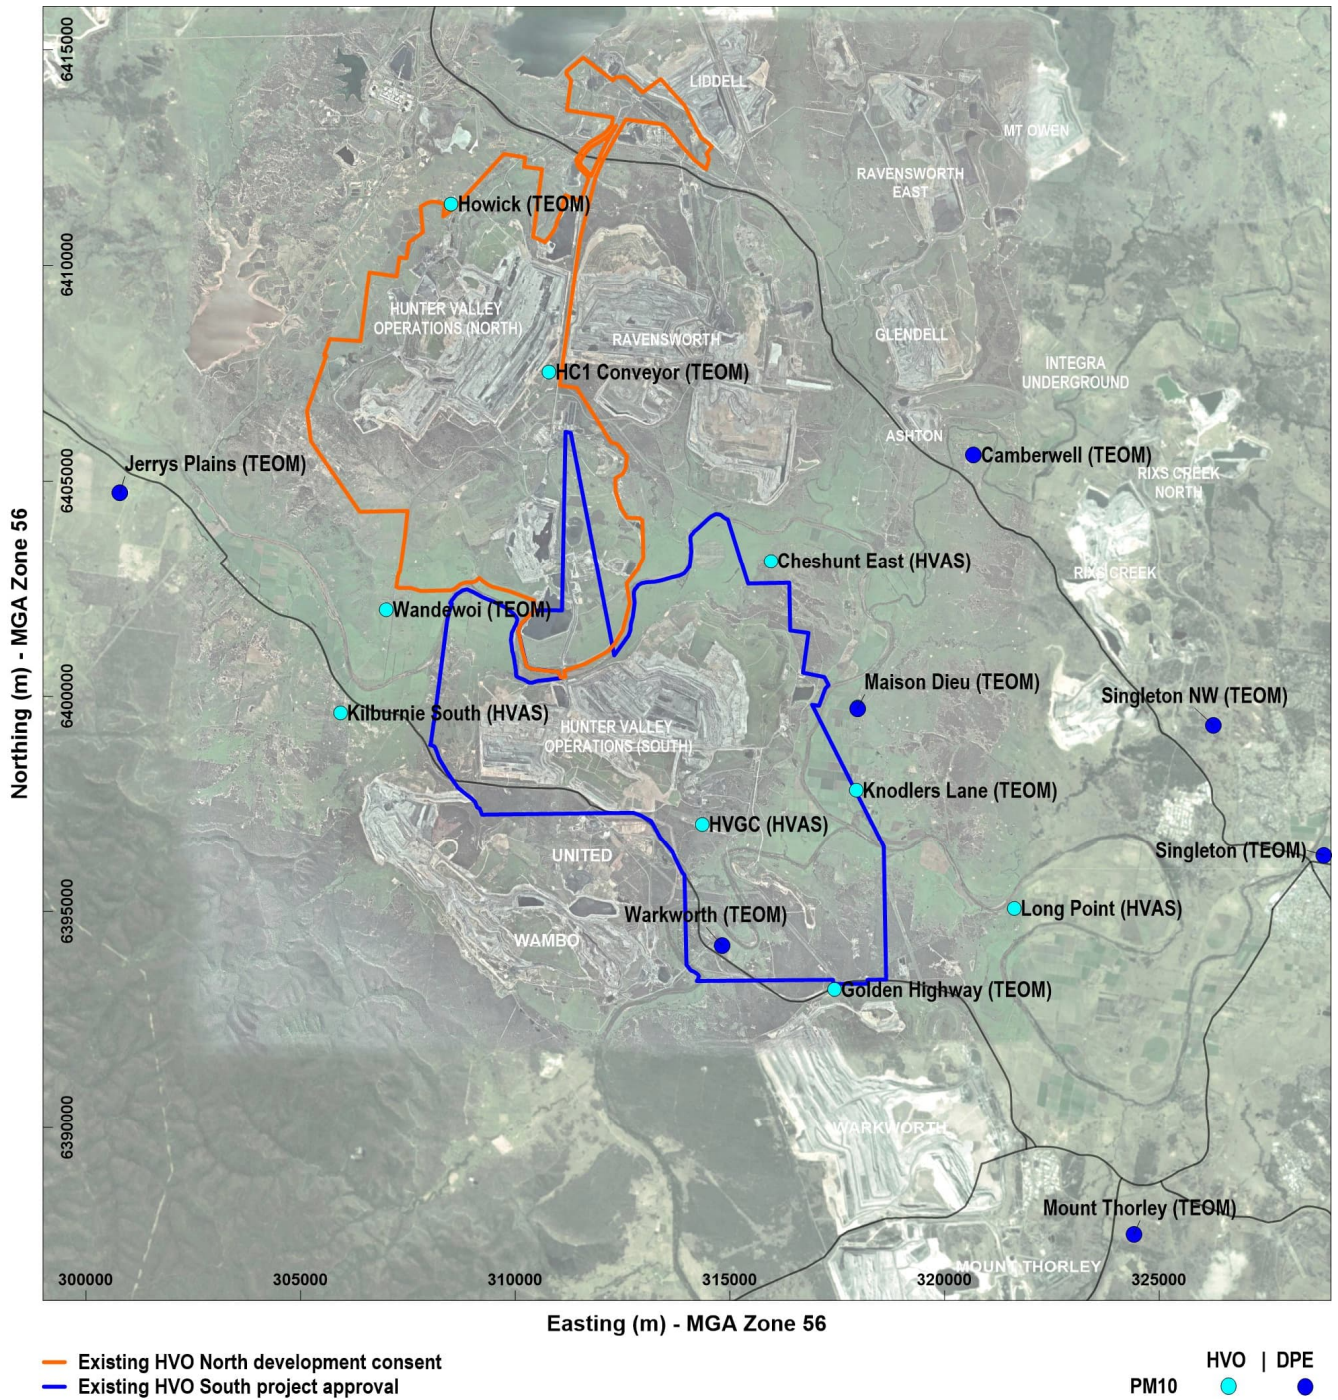 6415000
LIDDELL
MT OWEN
RAVENSWORTH
EAST
Howick (TEOM)
6410000
HUNTER VALLEY
OPERATIONS (NORTH)
RAVENSWORTH
GLENDELL
INTEGRA
UNDERGROUND
HC1 Conveyor (TEOM)
ASHTON
Camberwell (TEOM)
Jerrys Plains (TEOM)
RIXS CREEK
NORTH
6405000
Northing (m) - MGA Zone 56
Cheshunt East (HVAS)
RIXS CREEK
Wandewoi (TEOM)
Maison Dieu (TEOM)
Singleton NW (TEOM)
6400000
Kilburnie South (HVAS)
HUNTER VALLEY
OPERATIONS (SOUTH)
Knodlers Lane (TEOM)
HVGC (HVAS)
UNITED
Singleton (TEOM)
6395000
Long Point (HVAS)
Warkworth (TEOM)
WAMBO
Golden Highway (TEOM)
6390000
WARKWORTH
Mount Thorley (TEOM)
MOUNT THORLEY
300000 305000 310000 315000 320000 325000
Easting (m) - MGA Zone 56
Existing HVO North development consent
Existing HVO South project approval
HVO | DPE
PM10